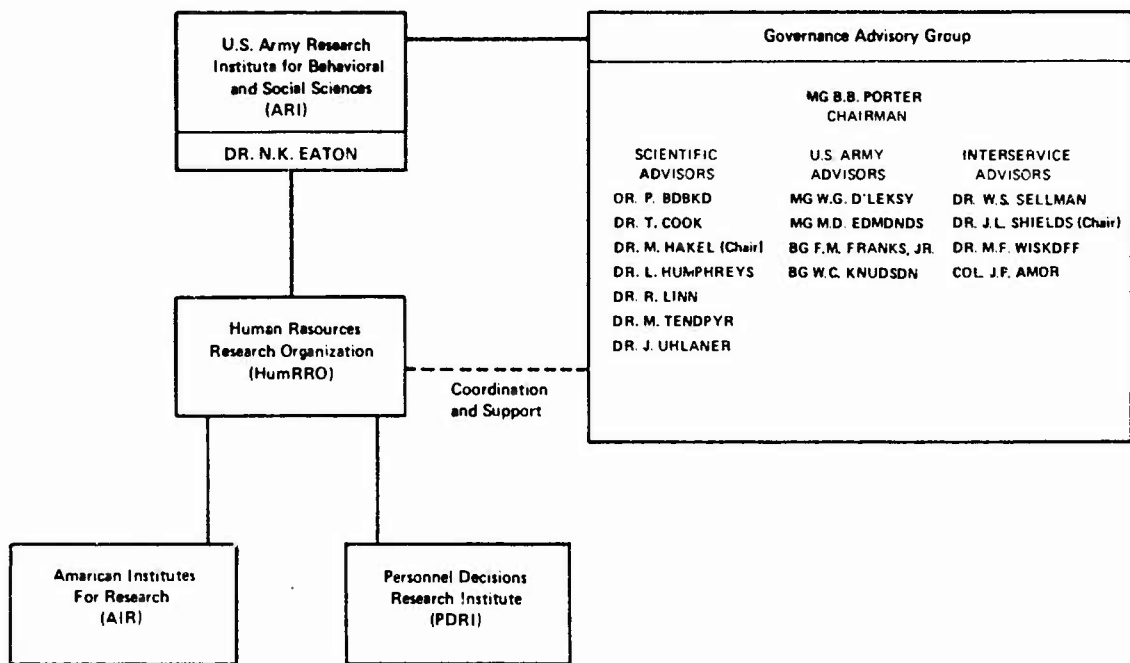 U.S. Army Research
Institute for Behavioral
and Social Sciences
(ARI)
DR. N.K. EATON
Governance Advisory Group
MG B.B. PORTER
CHAIRMAN
SCIENTIFIC
ADVISORS
OR. P. BDBKD
DR. T. COOK
DR. M. HAKEL (Chair)
DR. L. HUMPHREYS
DR. R. LINN
DR. M. TENDPYR
DR. J. UHLANER
U.S. ARMY
ADVISORS
MG W.G. D'LEKSY
MG M.D. EDMDNDS
BG F.M. FRANKS, JR.
BG W.C. KNUDSDN
INTERSERVICE
ADVISORS
DR. W.S. SELLMAN
DR. J.L. SHIELDS (Chair)
DR. M.F. WISKDFF
COL. J.F. AMOR
Human Rasources
Research Organization
(HumRRO)
Coordination
and Support
Amarican Institutes
For Research
(AIR)
Personnel Decisions
Research Institute
(PDRI)